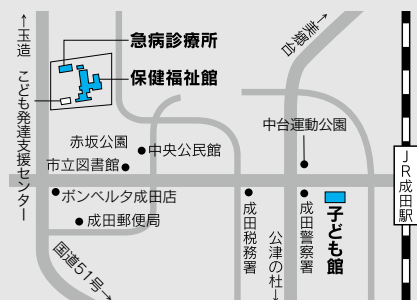 ←玉造
こども発達支援センター
急病診療所
保健福祉館
↑美郷台
赤坂公園
中央公民館
市立図書館
中台運動公園
ボンベルタ成田店
成田郵便局
国道51号→
成田税務署
公津の杜→
成田警察署
子ども館
JR成田駅